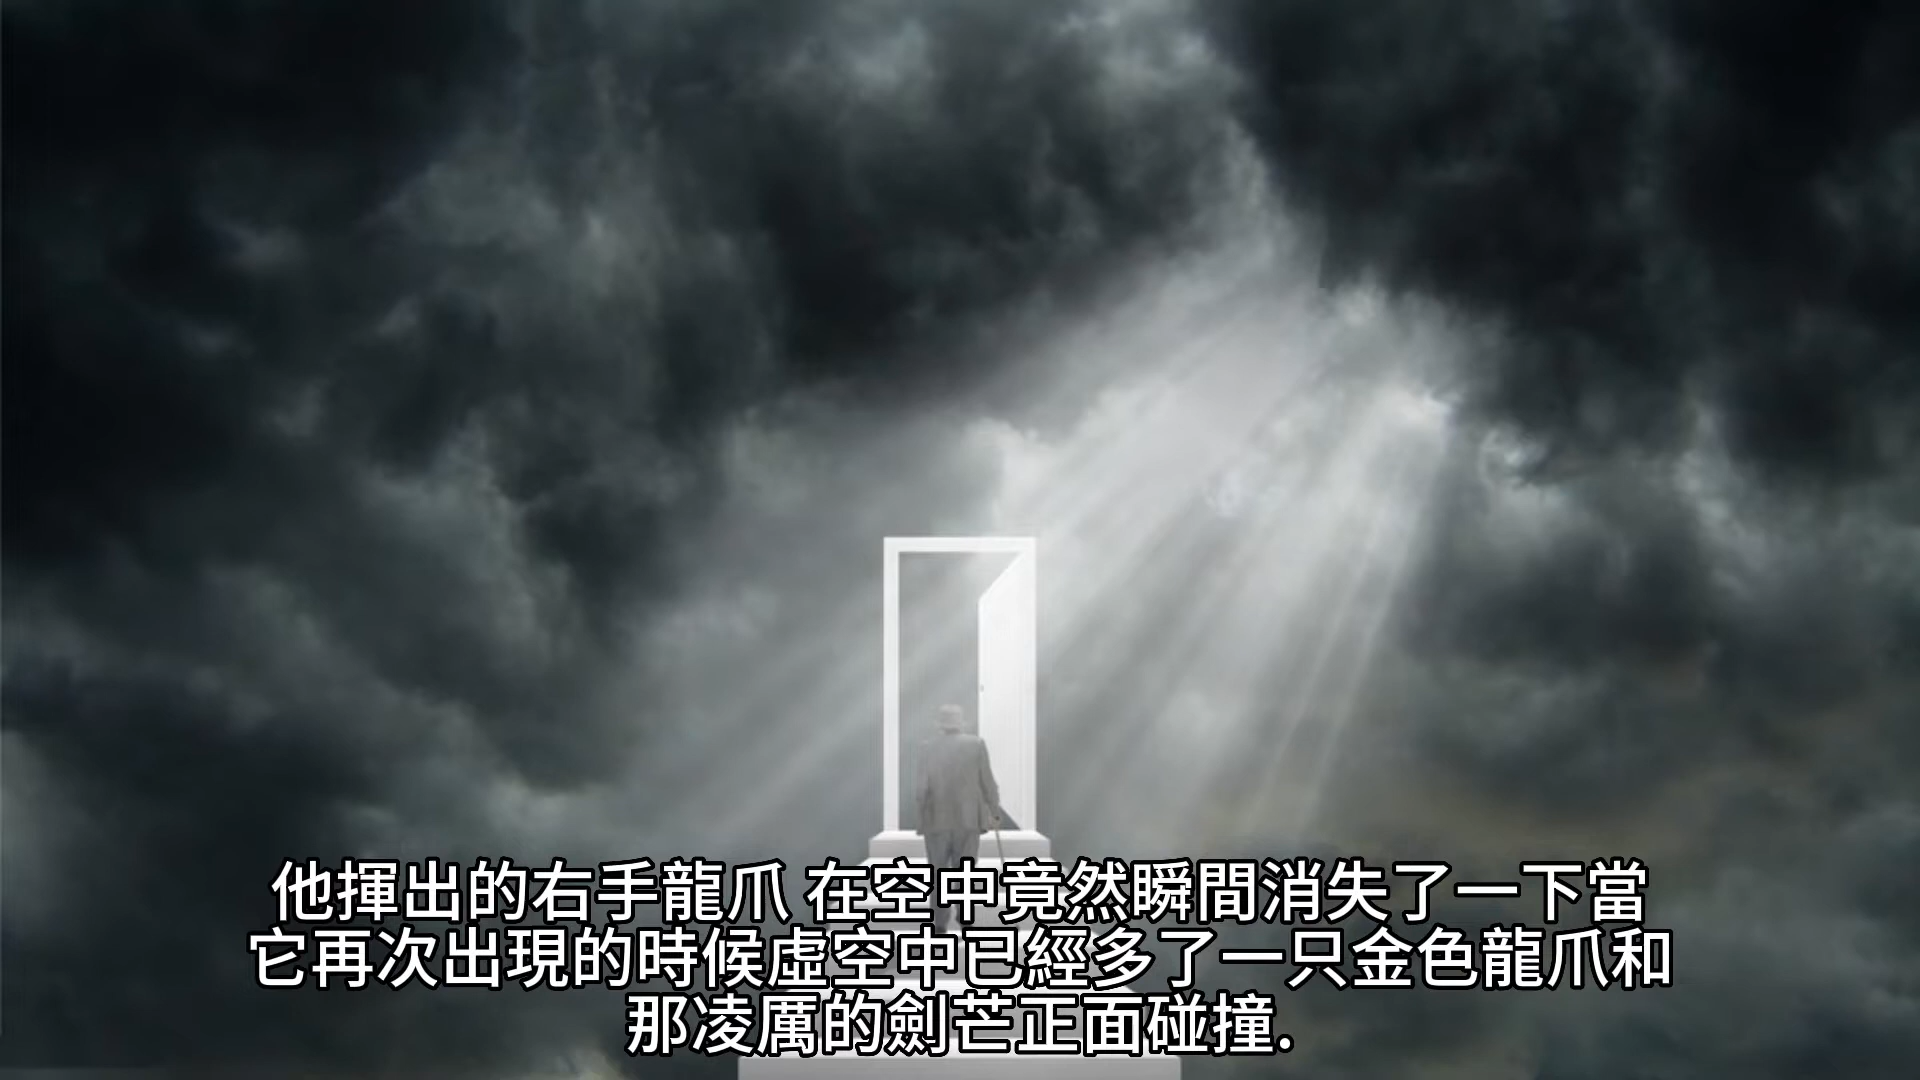 他揮出的右手龍爪 在空中竟然瞬間消失了一下當
它再次出現的時候虛空中已經多了一只金色龍爪和
那凌厲的劍芒正面碰撞.